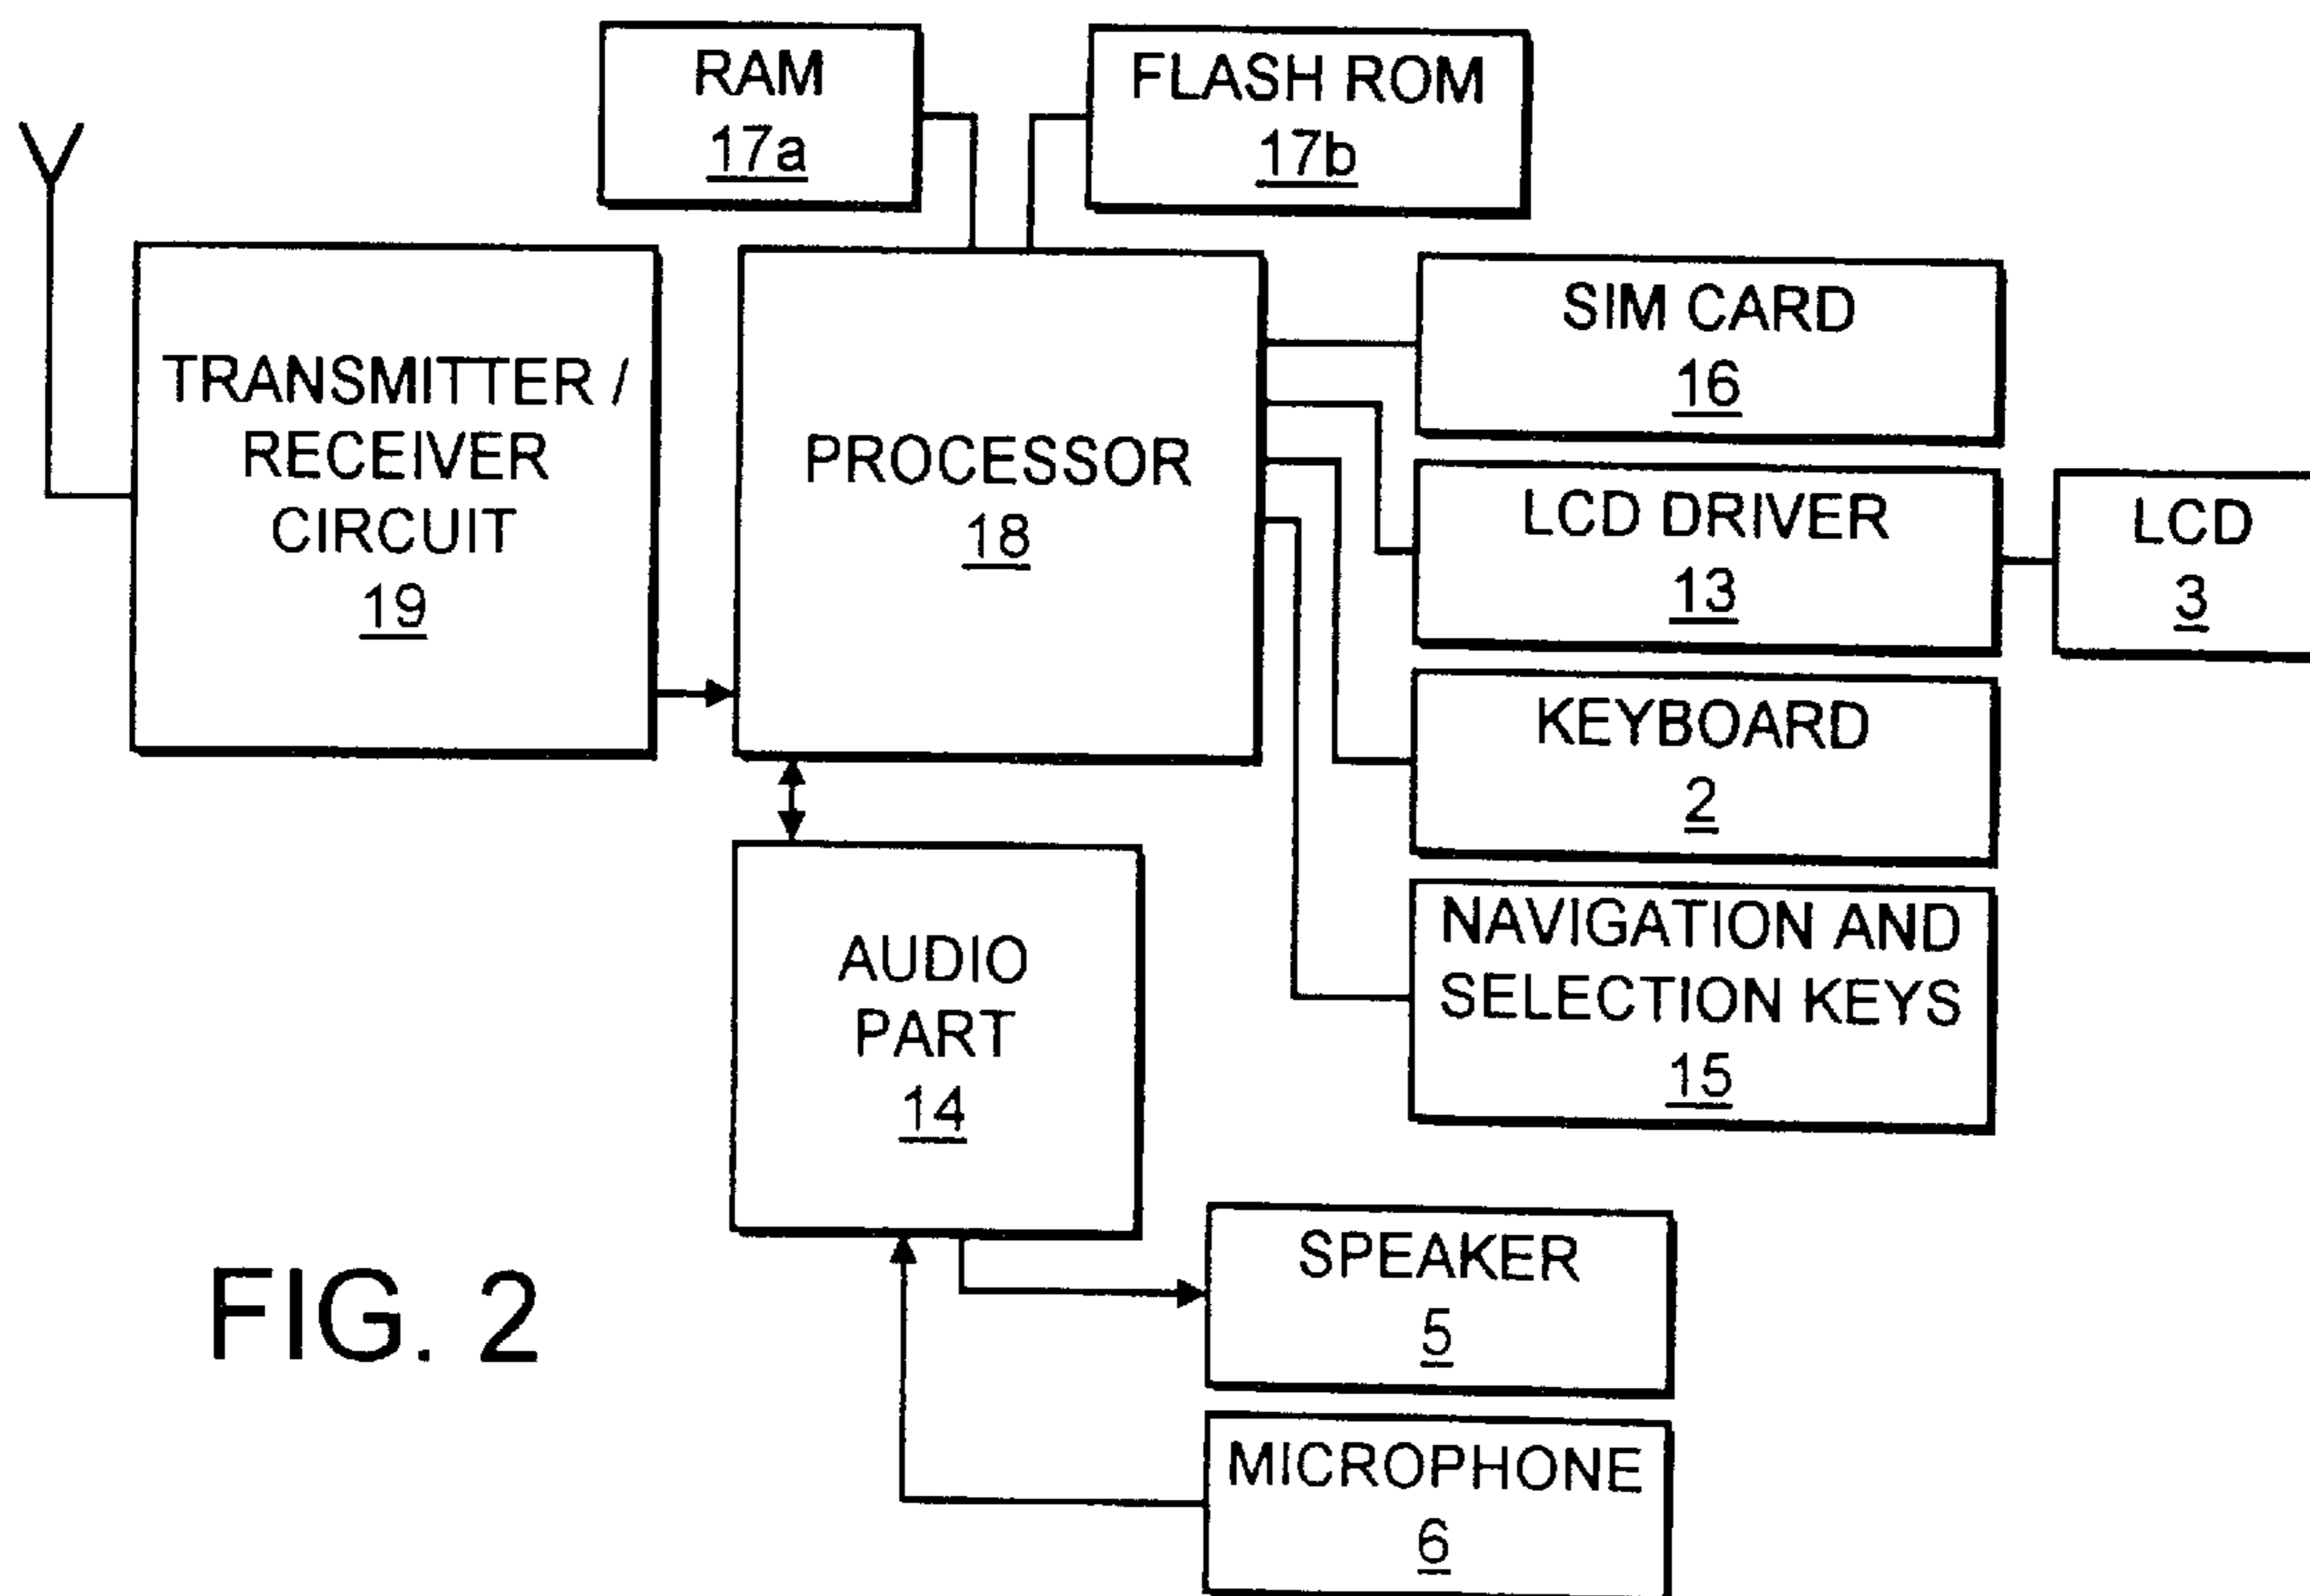 RAM
17a
FLASH ROM
17b
TRANSMITTER /
RECEIVER
CIRCUIT
19
PROCESSOR
18
SIM CARD
16
LCD DRIVER
13
LCD
3
KEYBOARD
2
NAVIGATION AND
SELECTION KEYS
15
AUDIO
PART
14
SPEAKER
5
MICROPHONE
6
FIG. 2